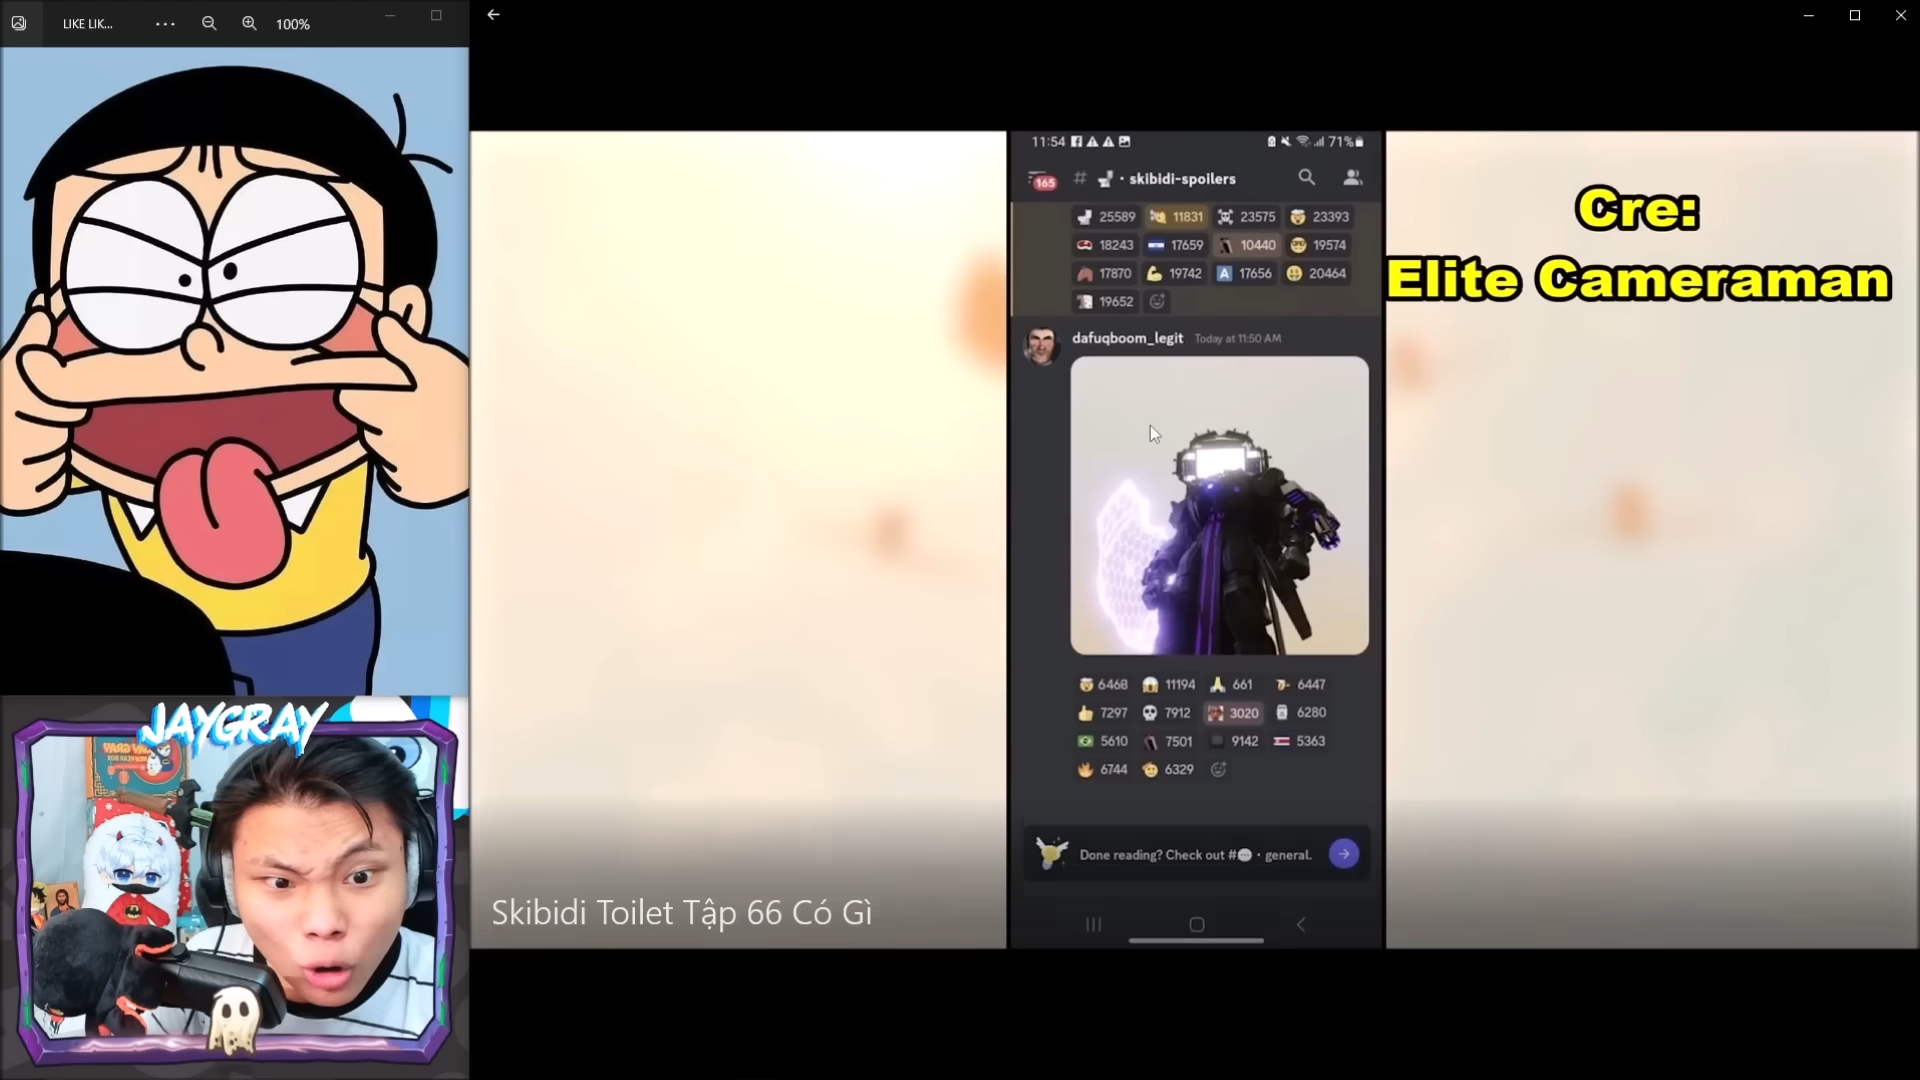 LIKE LIK...
100%
11:54
71%
165
# · skibidi-spoilers
25589 11831 23575 23393
18243 17659 10440 19574
17870 19742 A 17656 20464
19652
dafuqboom_legit Today at 11:50 AM
6468 11194 661 6447
7297 7912 3020 6280
5610 7501 9142 5363
6744 6329
Done reading? Check out # · general.
Cre:
Elite Cameraman
Skibidi Toilet Tập 66 Có Gì
JAYGRAY